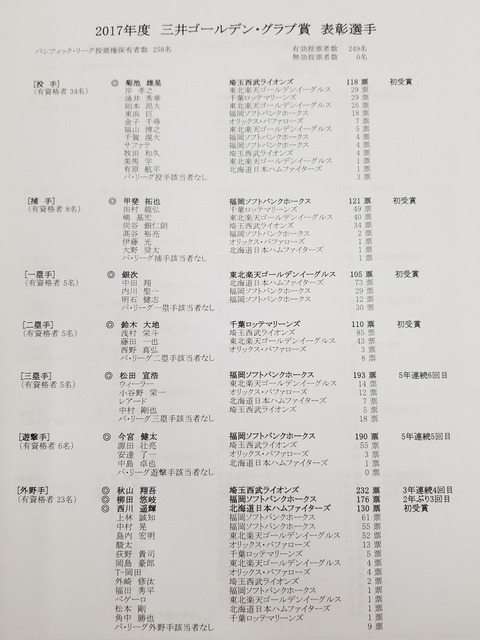 2017年度　三井ゴールデン・グラブ賞　表彰選手
パシフィック・リーグ投票権保有者数 258名　有効投票者数 249名
無効投票者数 0名
[投 手] ◎ 菊池 雄星 埼玉西武ライオンズ 118 票 初受賞
(有資格者 34名) 岸 孝之 東北楽天ゴールデンイーグルス 29 票
涌井 秀章 千葉ロッテマリーンズ 29 票
則本 昂大 東北楽天ゴールデンイーグルス 26 票
東浜 巨 福岡ソフトバンクホークス 18 票
金子 千尋 オリックス・バファローズ 7 票
福山 博之 東北楽天ゴールデンイーグルス 5 票
千賀 滉大 福岡ソフトバンクホークス 4 票
サファテ 福岡ソフトバンクホークス 4 票
牧田 和久 埼玉西武ライオンズ 4 票
美馬 学 東北楽天ゴールデンイーグルス 1 票
有原 航平 北海道日本ハムファイターズ 1 票
パ・リーグ投手該当者なし 3 票
[捕 手] ◎ 甲斐 拓也 福岡ソフトバンクホークス 121 票 初受賞
(有資格者 8名) 田村 龍弘 千葉ロッテマリーンズ 49 票
嶋 基宏 東北楽天ゴールデンイーグルス 40 票
炭谷 銀仁朗 埼玉西武ライオンズ 34 票
高谷 裕亮 福岡ソフトバンクホークス 2 票
伊藤 光 オリックス・バファローズ 1 票
大野 奨太 北海道日本ハムファイターズ 1 票
パ・リーグ捕手該当者なし 1 票
[一塁手] ◎ 銀次 東北楽天ゴールデンイーグルス 105 票 初受賞
(有資格者 5名) 中田 翔 北海道日本ハムファイターズ 73 票
内川 聖一 福岡ソフトバンクホークス 29 票
明石 健志 福岡ソフトバンクホークス 12 票
パ・リーグ一塁手該当者なし 30 票
[二塁手] ◎ 鈴木 大地 千葉ロッテマリーンズ 110 票 初受賞
(有資格者 5名) 浅村 栄斗 埼玉西武ライオンズ 85 票
藤田 一也 東北楽天ゴールデンイーグルス 43 票
西野 真弘 オリックス・バファローズ 3 票
パ・リーグ二塁手該当者なし 8 票
[三塁手] ◎ 松田 宣浩 福岡ソフトバンクホークス 193 票 5年連続6回目
(有資格者 5名) ウィーラー 東北楽天ゴールデンイーグルス 14 票
小谷野 栄一 オリックス・バファローズ 12 票
レアード 北海道日本ハムファイターズ 7 票
中村 剛也 埼玉西武ライオンズ 5 票
パ・リーグ三塁手該当者なし 18 票
[遊撃手] ◎ 今宮 健太 福岡ソフトバンクホークス 190 票 5年連続5回目
(有資格者 6名) 源田 壮亮 埼玉西武ライオンズ 55 票
安達 了一 オリックス・バファローズ 3 票
中島 卓也 北海道日本ハムファイターズ 1 票
パ・リーグ遊撃手該当者なし 0 票
[外野手] ◎ 秋山 翔吾 埼玉西武ライオンズ 232 票 3年連続4回目
(有資格者 23名) ◎ 柳田 悠岐 福岡ソフトバンクホークス 176 票 2年ぶり3回目
◎ 西川 遥輝 北海道日本ハムファイターズ 130 票 初受賞
上林 誠知 福岡ソフトバンクホークス 61 票
中村 晃 福岡ソフトバンクホークス 55 票
島内 宏明 東北楽天ゴールデンイーグルス 52 票
駿太 オリックス・バファローズ 13 票
荻野 貴司 千葉ロッテマリーンズ 5 票
岡島 豪郎 東北楽天ゴールデンイーグルス 4 票
T-岡田 オリックス・バファローズ 4 票
外崎 修汰 埼玉西武ライオンズ 2 票
福田 秀平 福岡ソフトバンクホークス 1 票
ペゲーロ 東北楽天ゴールデンイーグルス 1 票
松本 剛 北海道日本ハムファイターズ 1 票
角中 勝也 千葉ロッテマリーンズ 1 票
パ・リーグ外野手該当者なし 9 票